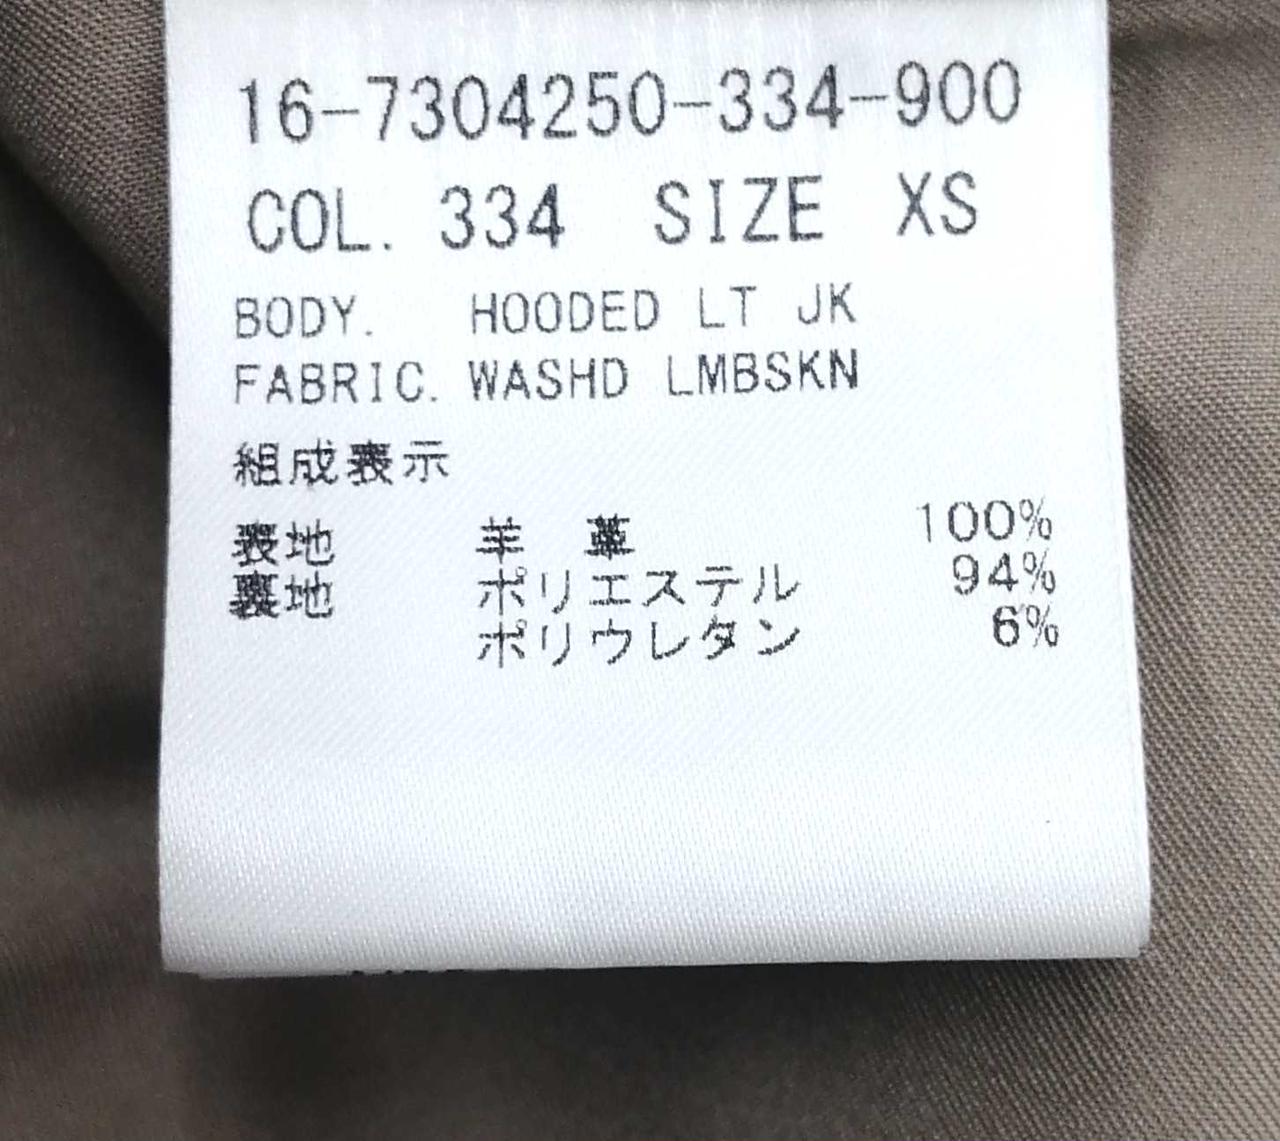 16-7304250-334-900
COL. 334 SIZE XS
BODY. HOODED LT JK
FABRIC. WASHD LMBSKN
組成表示
表地 羊 革 100%
裏地 ポリエステル 94%
ポリウレタン 6%